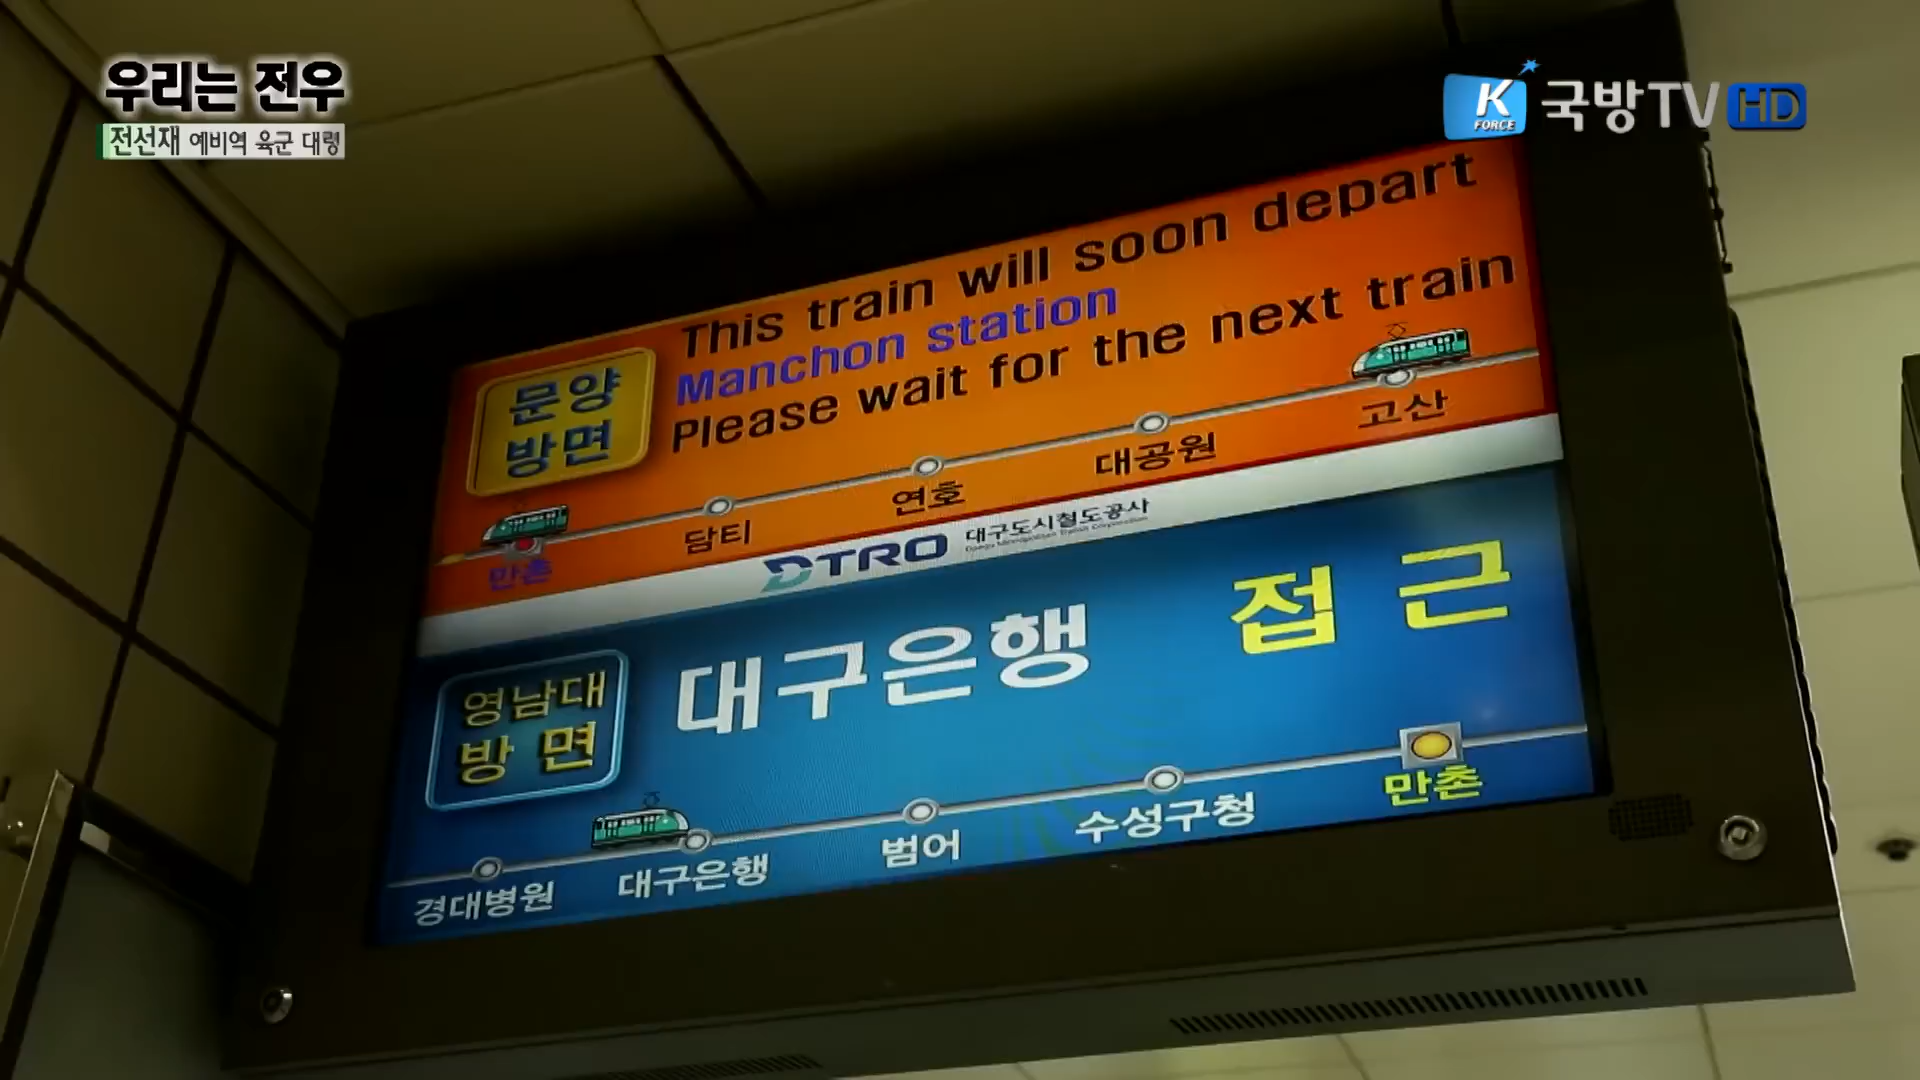 우리는 전우
전선재 예비역 육군 대령
K
FORCE
국방TV HD
문양
방면
This train will soon depart
Manchon station
Please wait for the next train
만촌
담티
연호
대공원
고산
DTRO
대구도시철도공사
영남대
방면
대구은행
접근
경대병원
대구은행
범어
수성구청
만촌